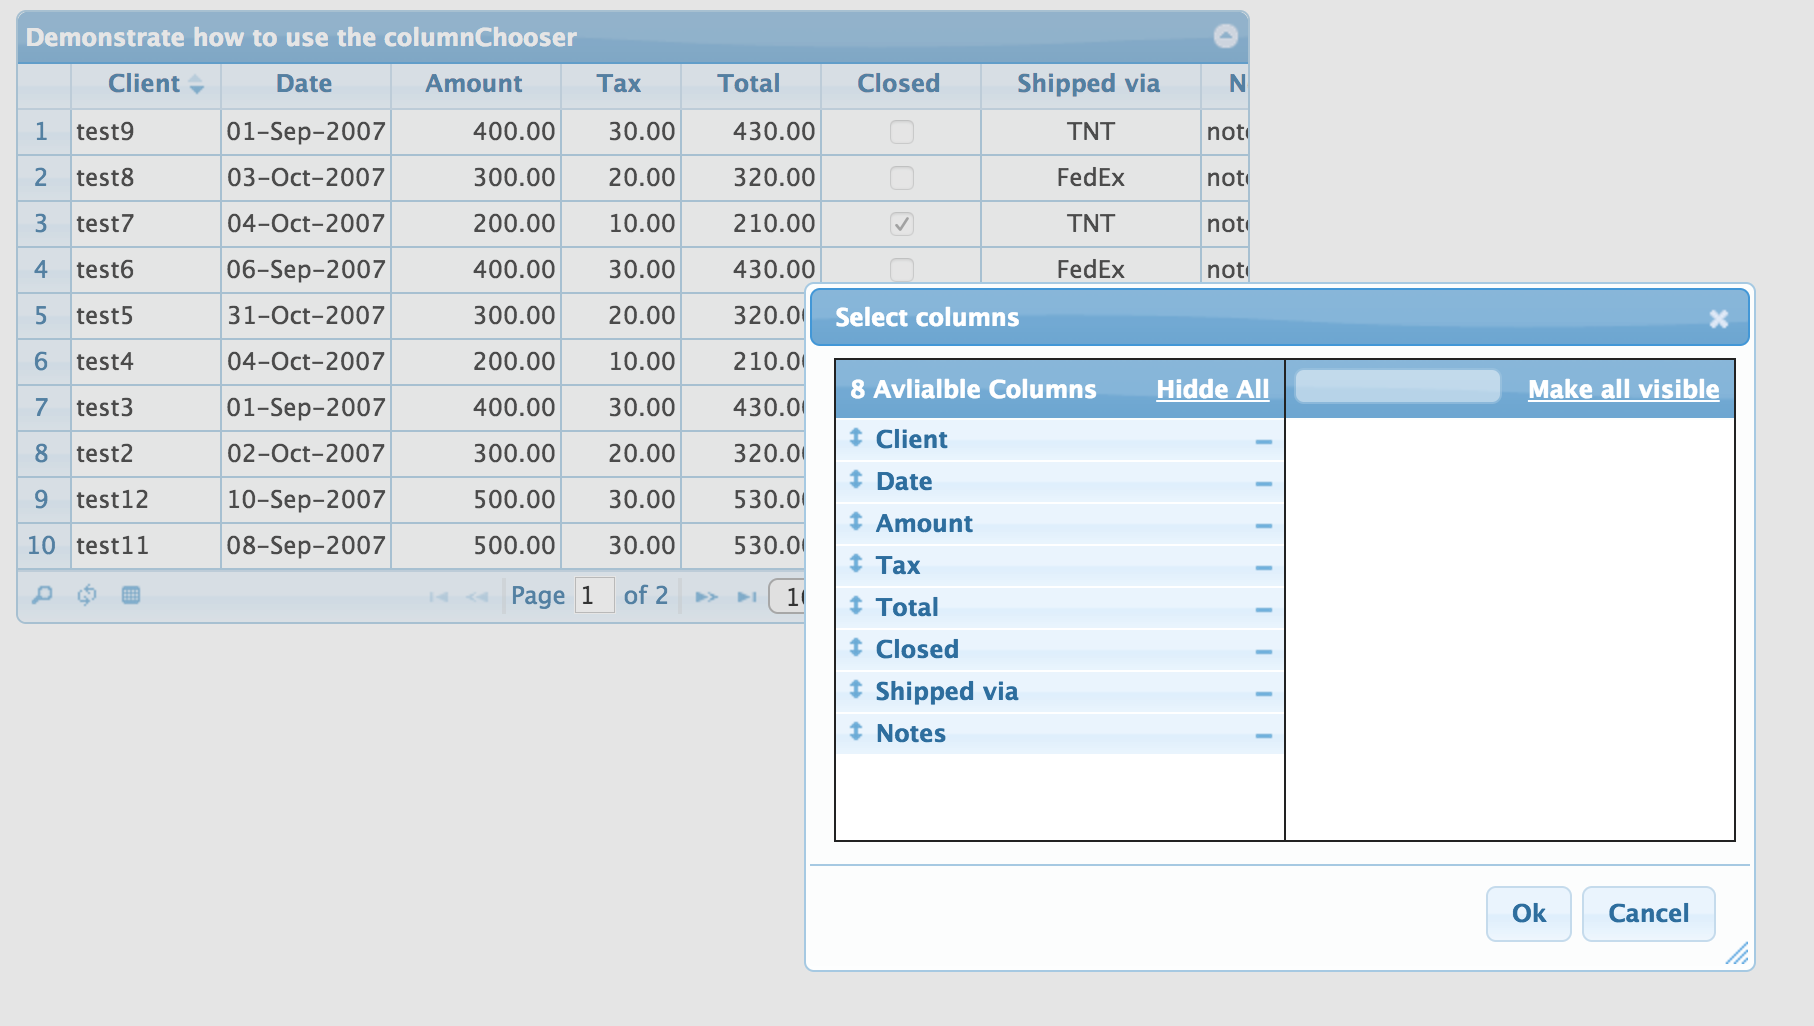 Demonstrate how to use the columnChooser
Client Date Amount Tax Total Closed Shipped via N
1 test9 01-Sep-2007 400.00 30.00 430.00 TNT not
2 test8 03-Oct-2007 300.00 20.00 320.00 FedEx not
3 test7 04-Oct-2007 200.00 10.00 210.00 TNT not
4 test6 06-Sep-2007 400.00 30.00 430.00 FedEx not
5 test5 31-Oct-2007 300.00 20.00 320.0
6 test4 04-Oct-2007 200.00 10.00 210.0
7 test3 01-Sep-2007 400.00 30.00 430.0
8 test2 02-Oct-2007 300.00 20.00 320.0
9 test12 10-Sep-2007 500.00 30.00 530.0
10 test11 08-Sep-2007 500.00 30.00 530.0
Page 1 of 2 1
Select columns
8 Avlialble Columns Hidde All Make all visible
Client
Date
Amount
Tax
Total
Closed
Shipped via
Notes
Ok Cancel